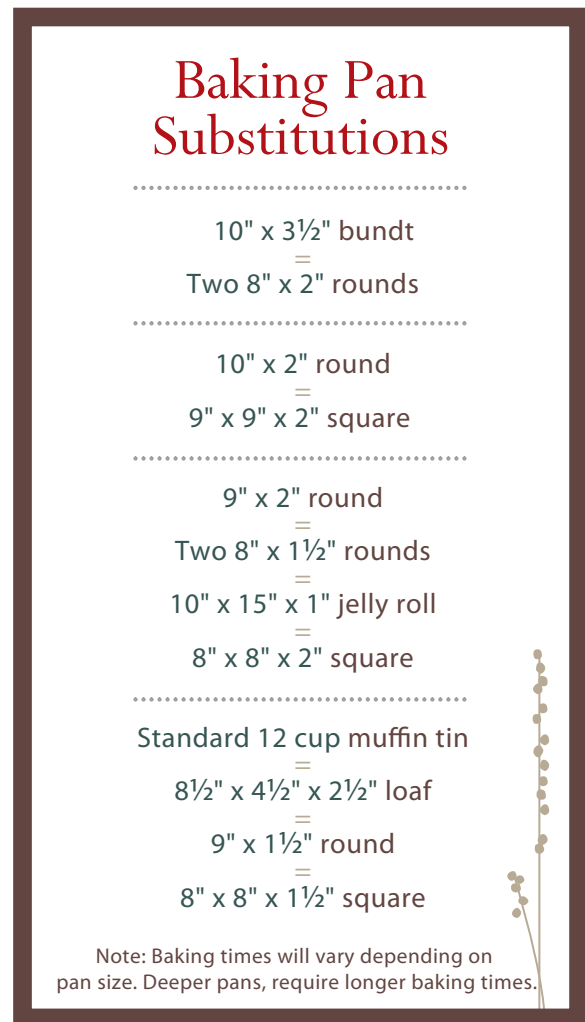 Baking Pan
Substitutions
10" x 3½" bundt
=
Two 8" x 2" rounds
10" x 2" round
=
9" x 9" x 2" square
9" x 2" round
=
Two 8" x 1½" rounds
=
10" x 15" x 1" jelly roll
=
8" x 8" x 2" square
Standard 12 cup muffin tin
=
8½" x 4½" x 2½" loaf
=
9" x 1½" round
=
8" x 8" x 1½" square
Note: Baking times will vary depending on
pan size. Deeper pans, require longer baking times.